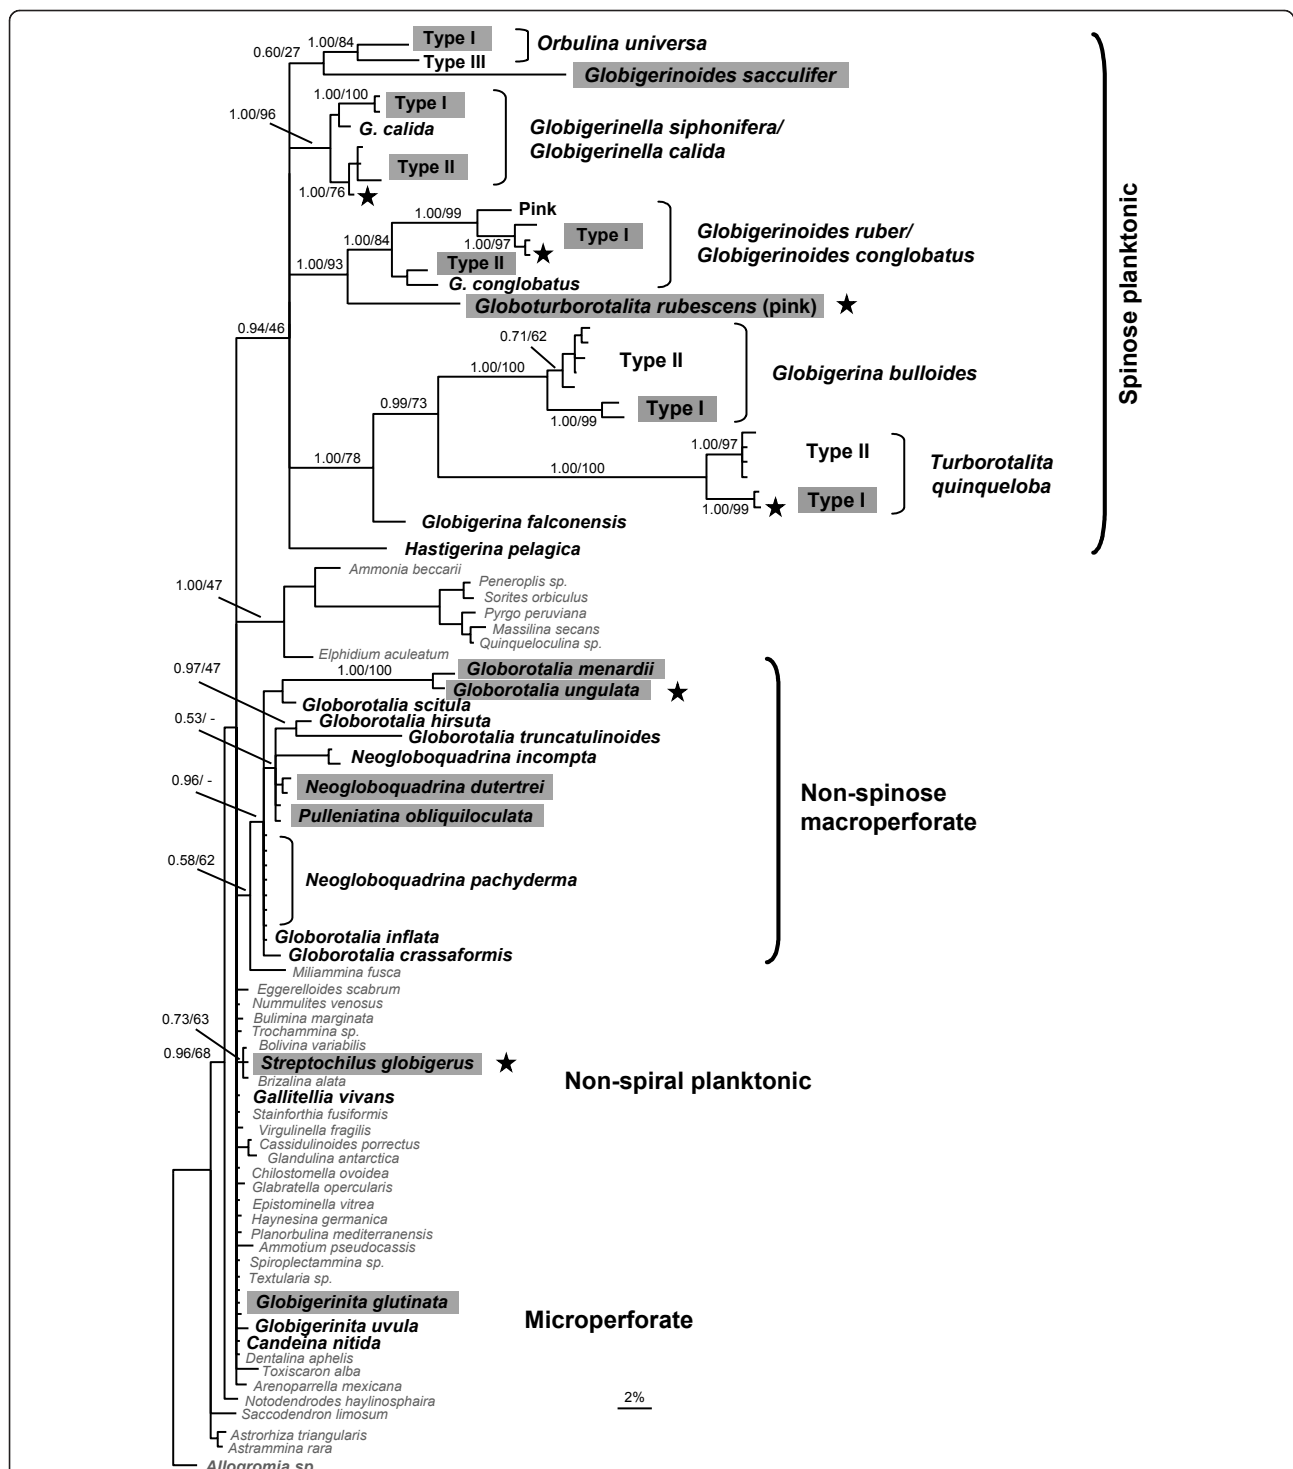 1.00/84
Type I
Orbulina universa
0.60/27
Type III
Globigerinoides sacculifer
1.00/100
Type I
1.00/96
G. calida
Globigerinella siphonifera/
Globigerinella calida
Type II
1.00/76
Pink
1.00/99
Type I
1.00/84
1.00/97
Globigerinoides ruber/
Globigerinoides conglobatus
1.00/93
Type II
G. conglobatus
Globoturborotalita rubescens (pink)
0.94/46
0.71/62
Type II
1.00/100
Globigerina bulloides
0.99/73
Type I
1.00/99
1.00/97
Type II
1.00/78
1.00/100
Turborotalita
quinqueloba
Type I
1.00/99
Globigerina falconensis
Hastigerina pelagica
Spinose planktonic
Ammonia beccarii
1.00/47
Peneroplis sp.
Sorites orbiculus
Pyrgo peruviana
Massilina secans
Quinqueloculina sp.
Elphidium aculeatum
0.97/47
1.00/100
Globorotalia menardii
Globorotalia ungulata
Globorotalia scitula
0.53/ -
Globorotalia hirsuta
Globorotalia truncatulinoides
Neogloboquadrina incompta
0.96/ -
Neogloboquadrina dutertrei
Pulleniatina obliquiloculata
Non-spinose
macroperforate
0.58/62
Neogloboquadrina pachyderma
Globorotalia inflata
Globorotalia crassaformis
Miliammina fusca
Eggerelloides scabrum
Nummulites venosus
0.73/63
Bulimina marginata
Trochammina sp.
Bolivina variabilis
0.96/68
Streptochilus globigerus
Non-spiral planktonic
Brizalina alata
Gallitellia vivans
Stainforthia fusiformis
Virgulinella fragilis
Cassidulinoides porrectus
Glandulina antarctica
Chilostomella ovoidea
Glabratella opercularis
Epistominella vitrea
Haynesina germanica
Planorbulina mediterranensis
Ammotium pseudocassis
Spiroplectammina sp.
Textularia sp.
Globigerinita glutinata
Microperforate
Globigerinita uvula
Candeina nitida
Dentalina aphelis
Toxiscaron alba
Arenoparrella mexicana
Notodendrodes haylinosphaira
2%
Saccodendron limosum
Astrorhiza triangularis
Astrammina rara
Allogromia sp.